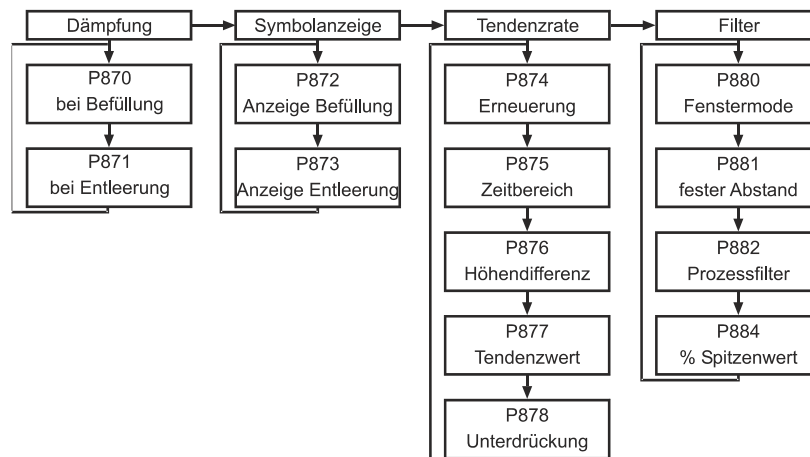 Dämpfung
Symbolanzeige
Tendenzrate
Filter
P870
bei Befüllung
P871
bei Entleerung
P872
Anzeige Befüllung
P873
Anzeige Entleerung
P874
Erneuerung
P875
Zeitbereich
P876
Höhendifferenz
P877
Tendenzwert
P878
Unterdrückung
P880
Fenstermode
P881
fester Abstand
P882
Prozessfilter
P884
% Spitzenwert